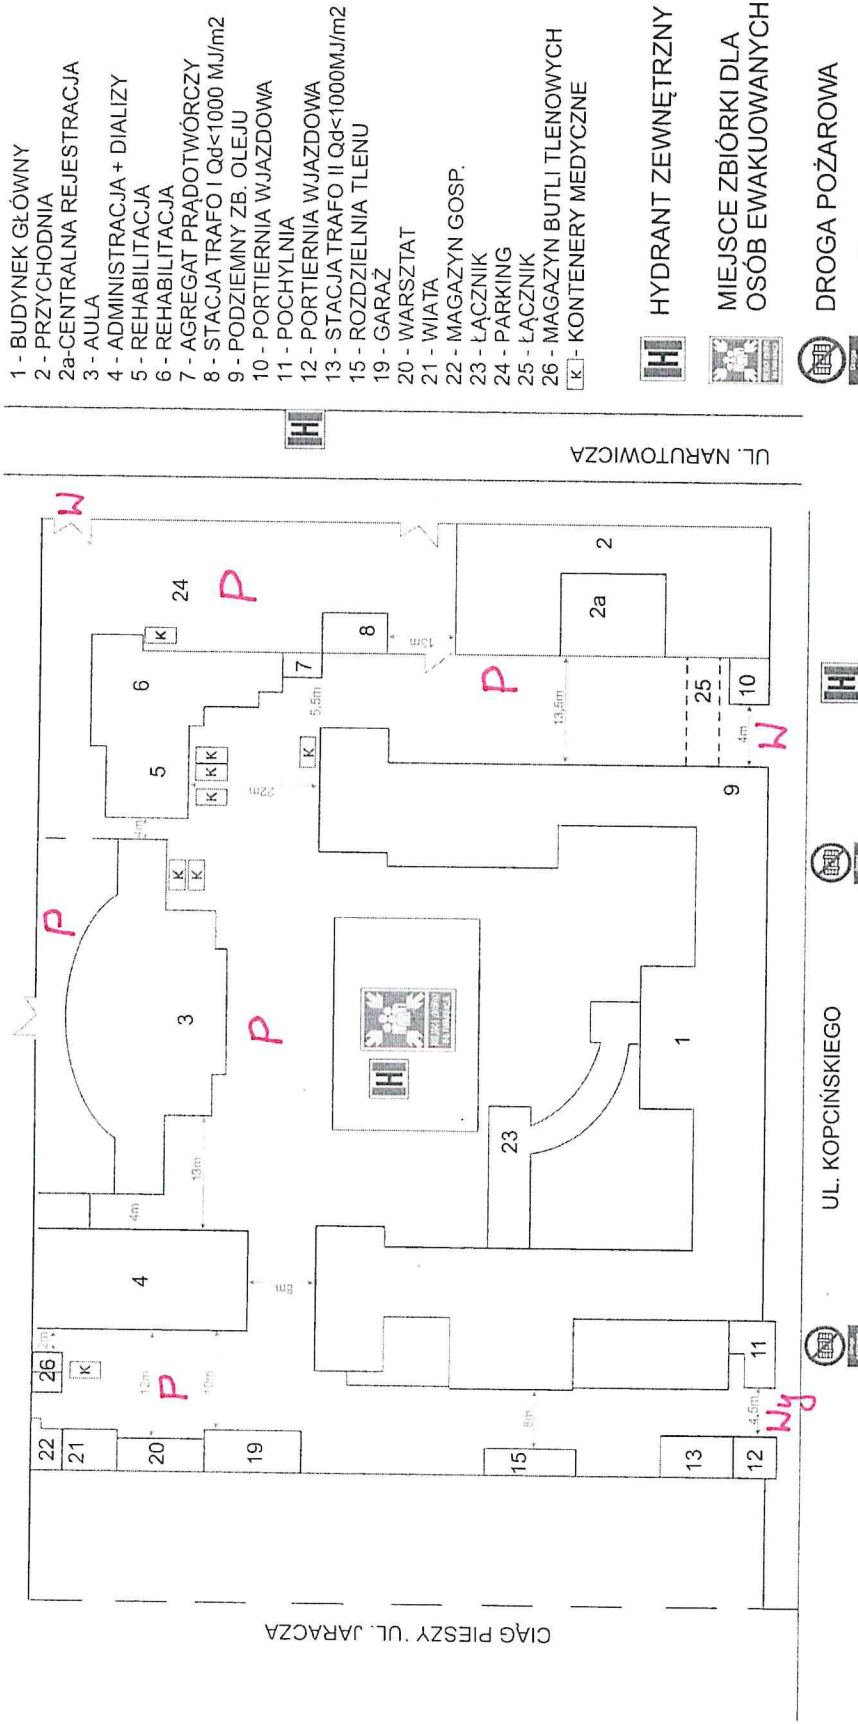 1 - BUDYNEK GŁÓWNY
2 - PRZYCHODNIA
2a-CENTRALNA REJESTRACJA
3 - AULA
4 - ADMINISTRACJA + DIALIZY
5 - REHABILITACJA
6 - REHABILITACJA
7 - AGREGAT PRĄDOTWÓRCZY
8 - STACJA TRAFO I Qd<1000 MJ/m2
9 - PODZIEMNY ZB. OLEJU
10 - PORTIERNIA WJAZDOWA
11 - POCHYLNIA
12 - PORTIERNIA WJAZDOWA
13 - STACJA TRAFO II Qd<1000MJ/m2
15 - ROZDZIELNIA TLENU
19 - GARAŻ
20 - WARSZTAT
21 - WIATA
22 - MAGAZYN GOSP.
23 - ŁĄCZNIK
24 - PARKING
25 - ŁĄCZNIK
26 - MAGAZYN BUTLI TLENOWYCH
K - KONTENERY MEDYCZNE
H HYDRANT ZEWNĘTRZNY
MIEJSCE ZBIÓRKI DLA
OSÓB EWAKUOWANYCH
DROGA POŻAROWA
H
UL. NARUTOWICZA
W
24
P
K
6
8
7
13m
2
2a
5
5,5m
P
13,5m
25
10
K
K K
K K
K
22m
4m
4m
W
9
P
K
K
3
P
H
1
23
13m
4m
4
8m
26
K
12m
P
10m
22
21
20
19
8m
15
11
4,5m
Wy
13
12
H
UL. KOPCIŃSKIEGO
CIĄG PIESZY UL. JARACZA